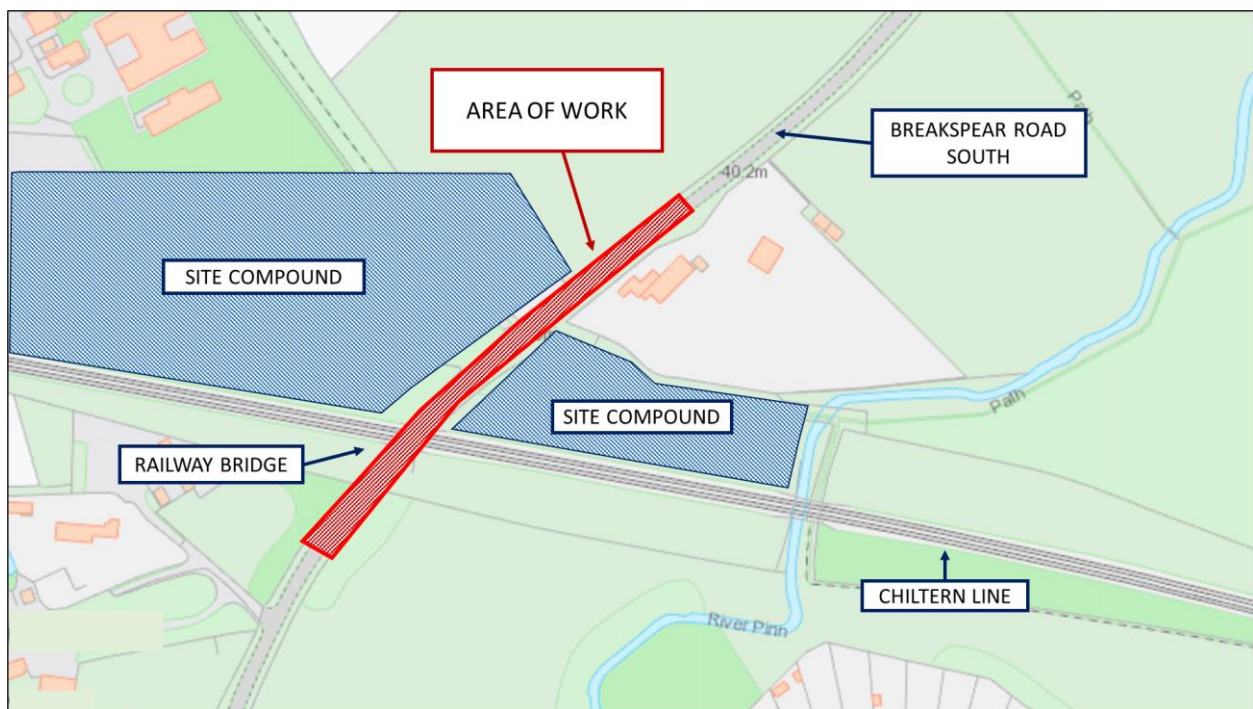 AREA OF WORK
BREAKSPEAR ROAD
SOUTH
Path
40.2m
SITE COMPOUND
SITE COMPOUND
Path
RAILWAY BRIDGE
CHILTERN LINE
River Pinn